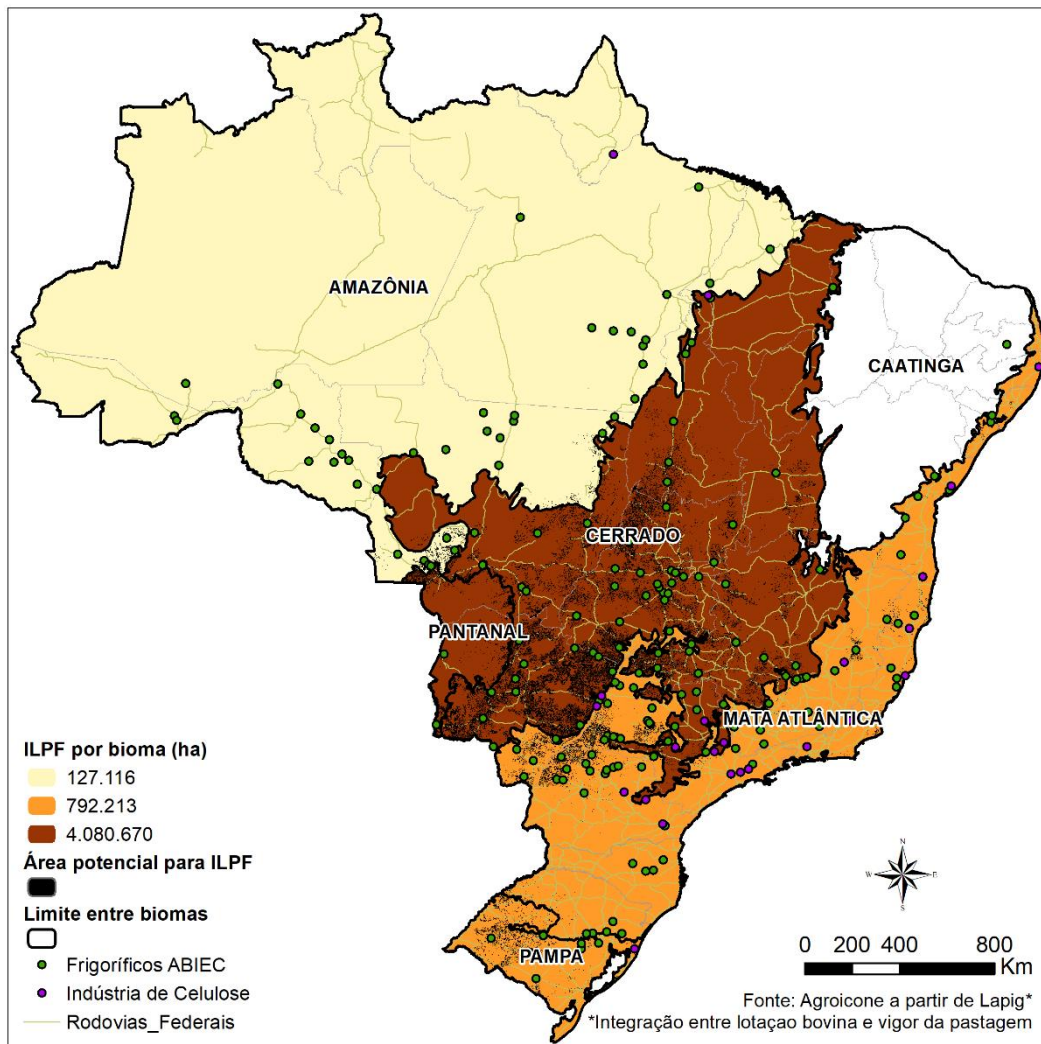 AMAZÔNIA
CAATINGA
CERRADO
PANTANAL
MATA ATLÂNTICA
PAMPA
ILPF por bioma (ha)
127.116
792.213
4.080.670
Área potencial para ILPF
Limite entre biomas
Frigoríficos ABIEC
Indústria de Celulose
Rodovias_Federais
N
W
E
S
0 200 400 800
Km
Fonte: Agroicone a partir de Lapig*
*Integração entre lotaçao bovina e vigor da pastagem